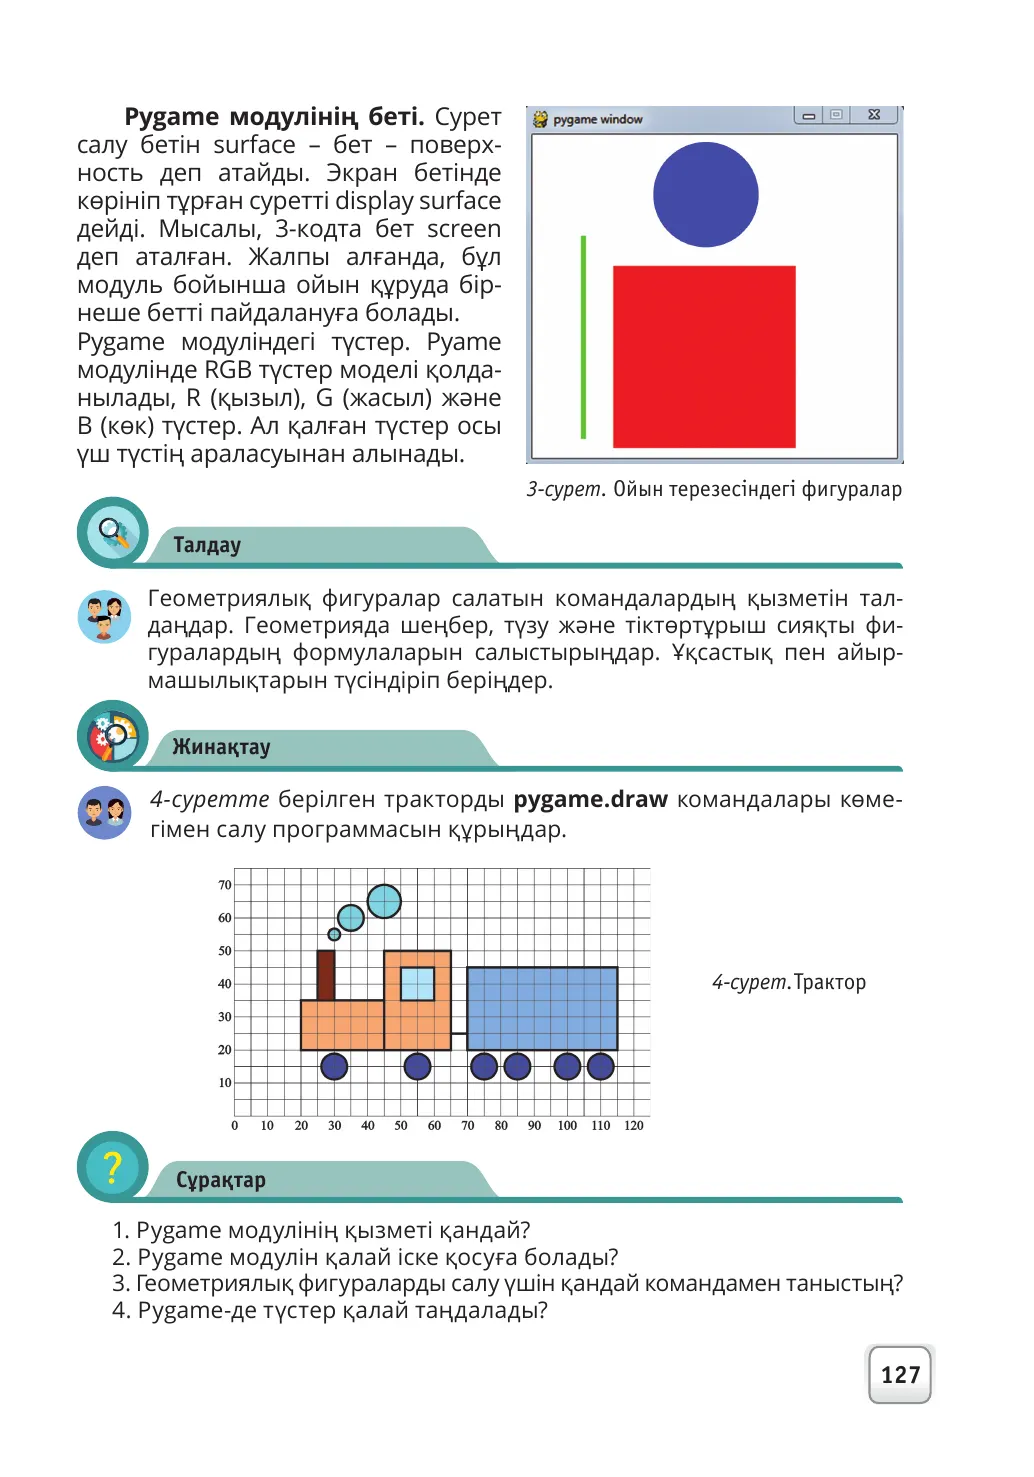 Pygame модулінің беті. Сурет
салу бетін surface – бет – поверх-
ность деп атайды. Экран бетінде
көрініп тұрған суретті display surface
дейді. Мысалы, 3-кодта бет screen
деп аталған. Жалпы алғанда, бұл
модуль бойынша ойын құруда бір-
неше бетті пайдалануға болады.
Pygame модуліндегі түстер. Pyame
модулінде RGB түстер моделі қолда-
нылады, R (қызыл), G (жасыл) және
B (көк) түстер. Ал қалған түстер осы
үш түстің араласуынан алынады.
pygame window
3-сурет. Ойын терезесіндегі фигуралар
Талдау
Геометриялық фигуралар салатын командалардың қызметін тал-
даңдар. Геометрияда шеңбер, түзу және тіктөртұрыш сияқты фи-
гуралардың формулаларын салыстырыңдар. Ұқсастық пен айыр-
машылықтарын түсіндіріп беріңдер.
Жинақтау
4-суретте берілген тракторды pygame.draw командалары көме-
гімен салу программасын құрыңдар.
70
60
50
40
30
20
10
0 10 20 30 40 50 60 70 80 90 100 110 120
4-сурет.Трактор
?
Сұрақтар
1. Pygame модулінің қызметі қандай?
2. Pygame модулін қалай іске қосуға болады?
3. Геометриялық фигураларды салу үшін қандай командамен таныстың?
4. Pygame-де түстер қалай таңдалады?
127